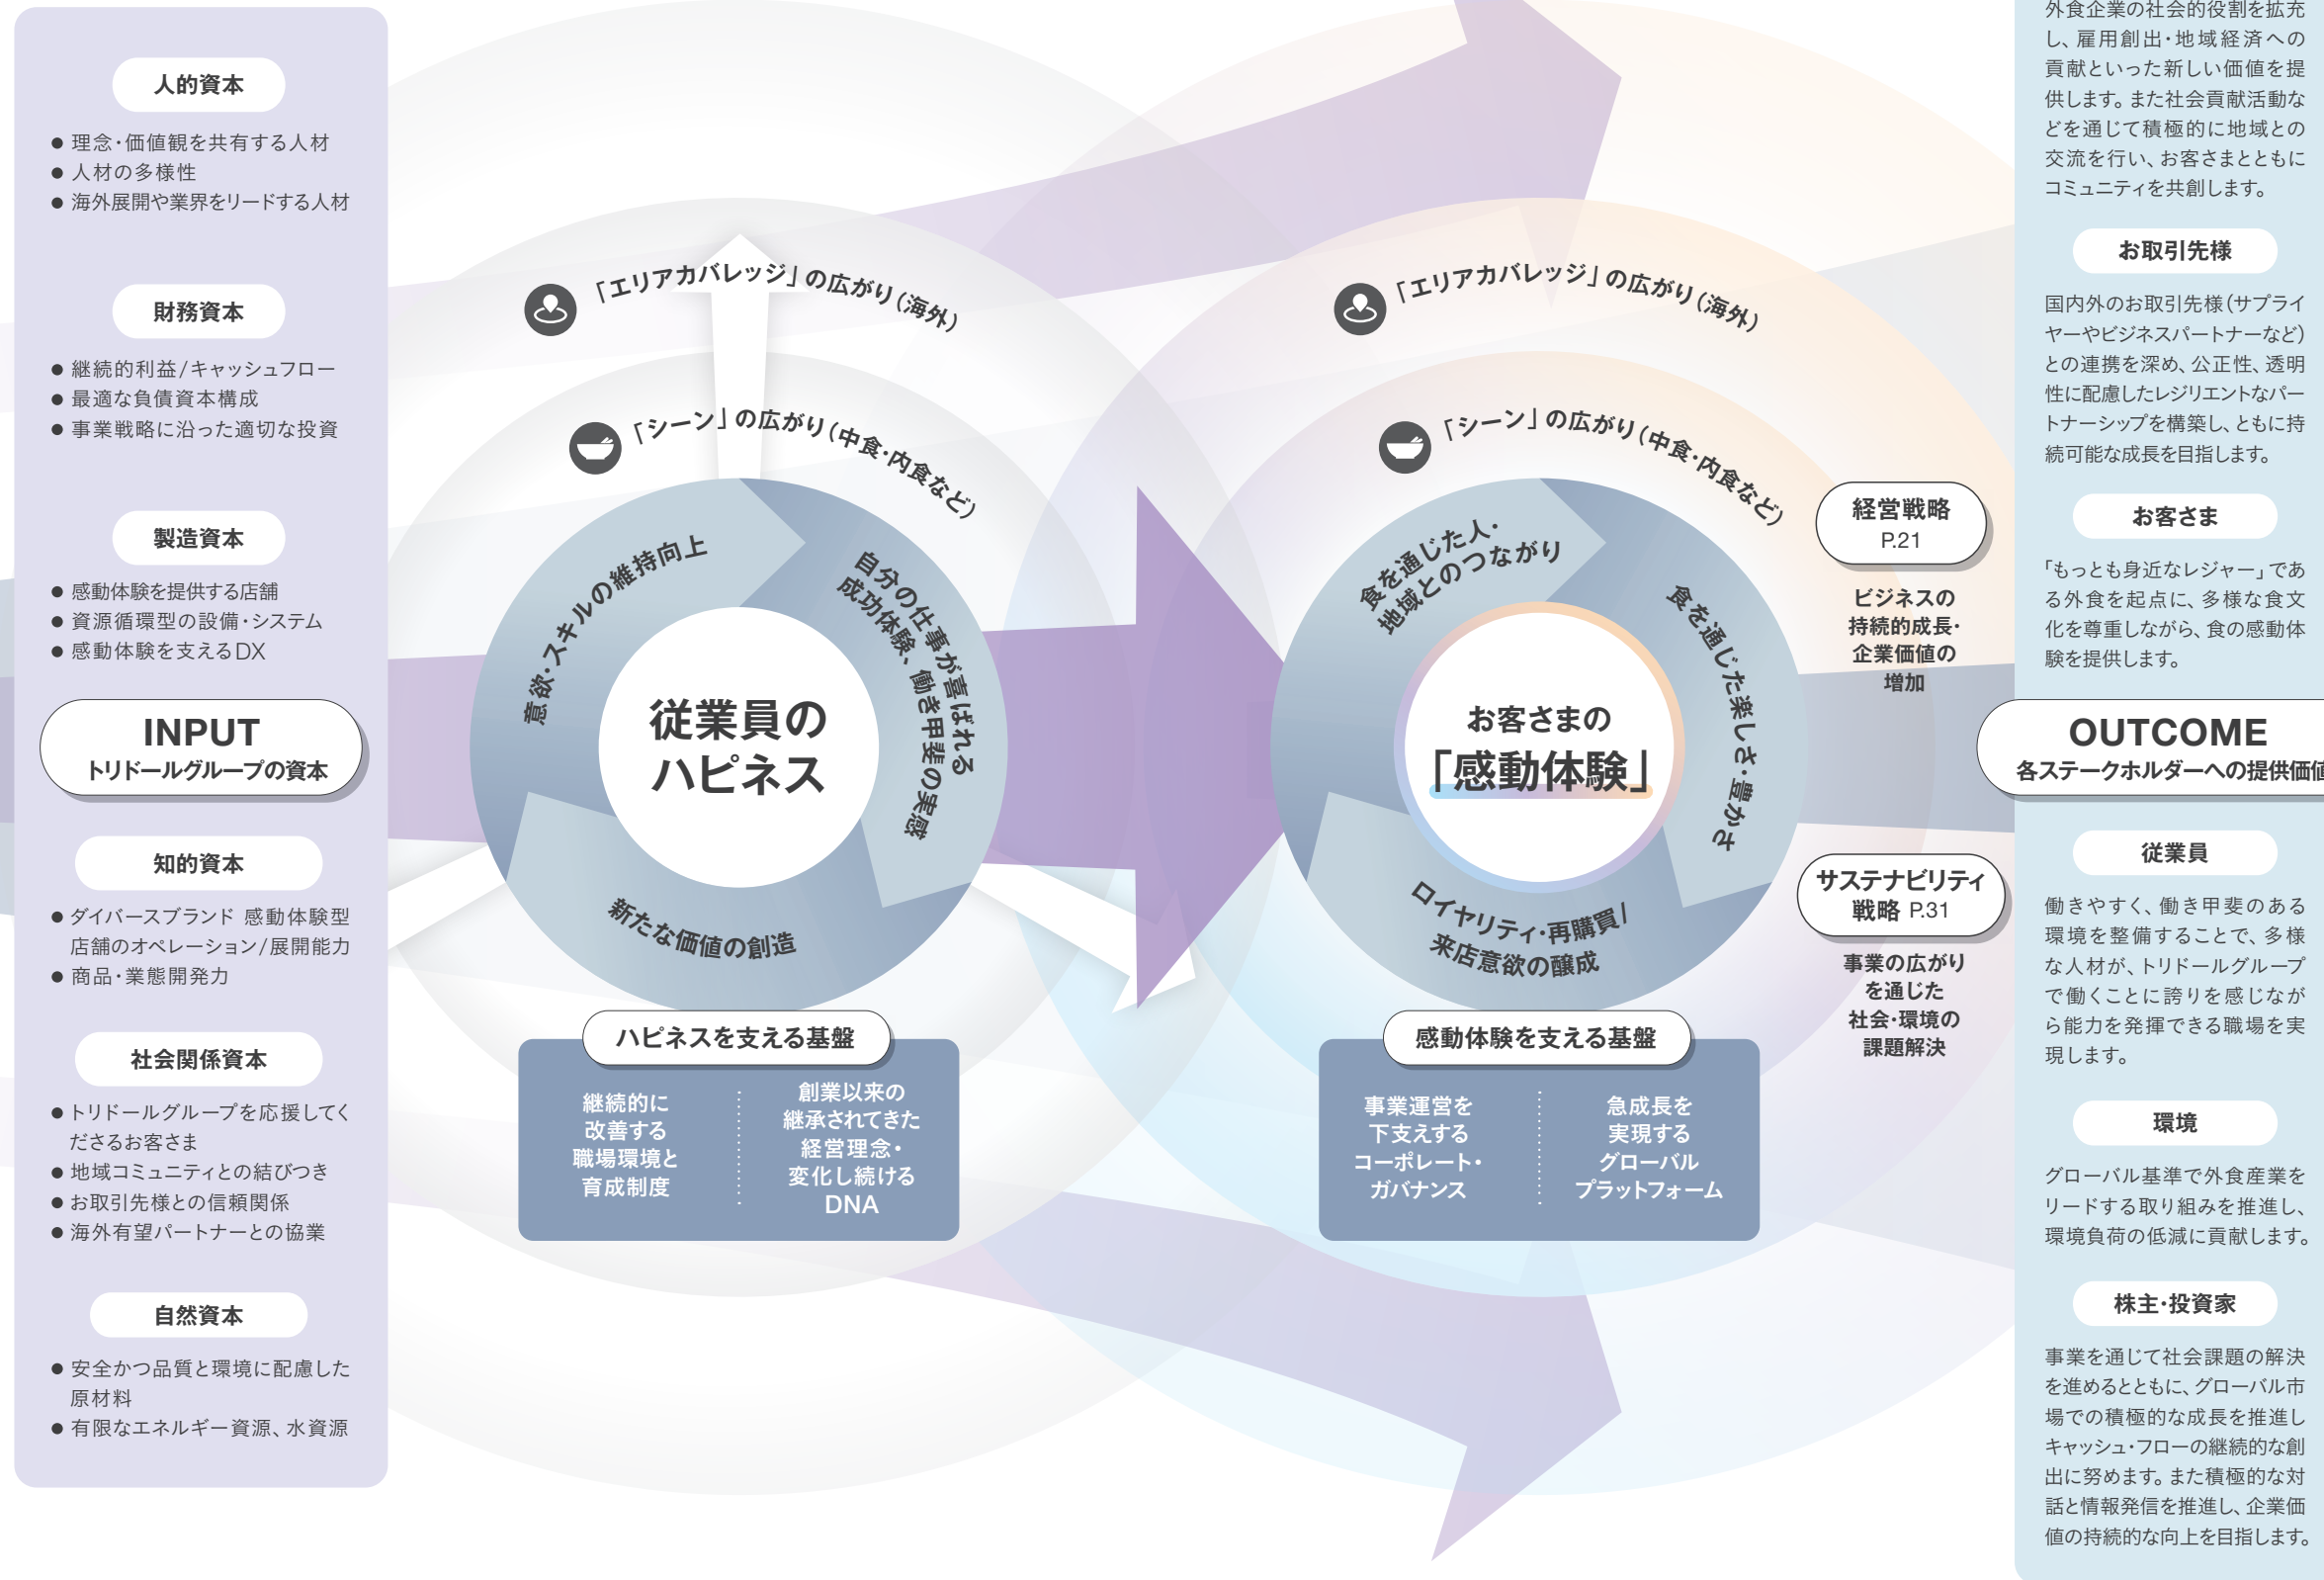 人的資本
● 理念・価値観を共有する人材
● 人材の多様性
● 海外展開や業界をリードする人材
財務資本
● 継続的利益/キャッシュフロー
● 最適な負債資本構成
● 事業戦略に沿った適切な投資
製造資本
● 感動体験を提供する店舗
● 資源循環型の設備・システム
● 感動体験を支えるDX
INPUT
トリドールグループの資本
知的資本
● ダイバースブランド 感動体験型
店舗のオペレーション/展開能力
● 商品・業態開発力
社会関係資本
● トリドールグループを応援してく
ださるお客さま
● 地域コミュニティとの結びつき
● お取引先様との信頼関係
● 海外有望パートナーとの協業
自然資本
● 安全かつ品質と環境に配慮した
原材料
● 有限なエネルギー資源、水資源
「エリアカバレッジ」の広がり(海外)
「シーン」の広がり(中食・内食など)
意欲・スキルの維持向上
自分の仕事が喜ばれる
成功体験、働き甲斐の実感
新たな価値の創造
従業員の
ハピネス
ハピネスを支える基盤
継続的に
改善する
職場環境と
育成制度
創業以来の
継承されてきた
経営理念・
変化し続ける
DNA
「エリアカバレッジ」の広がり(海外)
「シーン」の広がり(中食・内食など)
食を通じた人・
地域とのつながり
食を通じた楽しさ・豊かさ
ロイヤリティ・再購買/
来店意欲の醸成
お客さまの
「感動体験」
感動体験を支える基盤
事業運営を
下支えする
コーポレート・
ガバナンス
急成長を
実現する
グローバル
プラットフォーム
経営戦略
P.21
ビジネスの
持続的成長・
企業価値の
増加
サステナビリティ
戦略 P.31
事業の広がり
を通じた
社会・環境の
課題解決
外食企業の社会的役割を拡充
し、雇用創出・地域経済への
貢献といった新しい価値を提
供します。また社会貢献活動な
どを通じて積極的に地域との
交流を行い、お客さまとともに
コミュニティを共創します。
お取引先様
国内外のお取引先様(サプライ
ヤーやビジネスパートナーなど)
との連携を深め、公正性、透明
性に配慮したレジリエントなパー
トナーシップを構築し、ともに持
続可能な成長を目指します。
お客さま
「もっとも身近なレジャー」であ
る外食を起点に、多様な食文
化を尊重しながら、食の感動体
験を提供します。
OUTCOME
各ステークホルダーへの提供価値
従業員
働きやすく、働き甲斐のある
環境を整備することで、多様
な人材が、トリドールグループ
で働くことに誇りを感じなが
ら能力を発揮できる職場を実
現します。
環境
グローバル基準で外食産業を
リードする取り組みを推進し、
環境負荷の低減に貢献します。
株主・投資家
事業を通じて社会課題の解決
を進めるとともに、グローバル市
場での積極的な成長を推進し
キャッシュ・フローの継続的な創
出に努めます。また積極的な対
話と情報発信を推進し、企業価
値の持続的な向上を目指します。